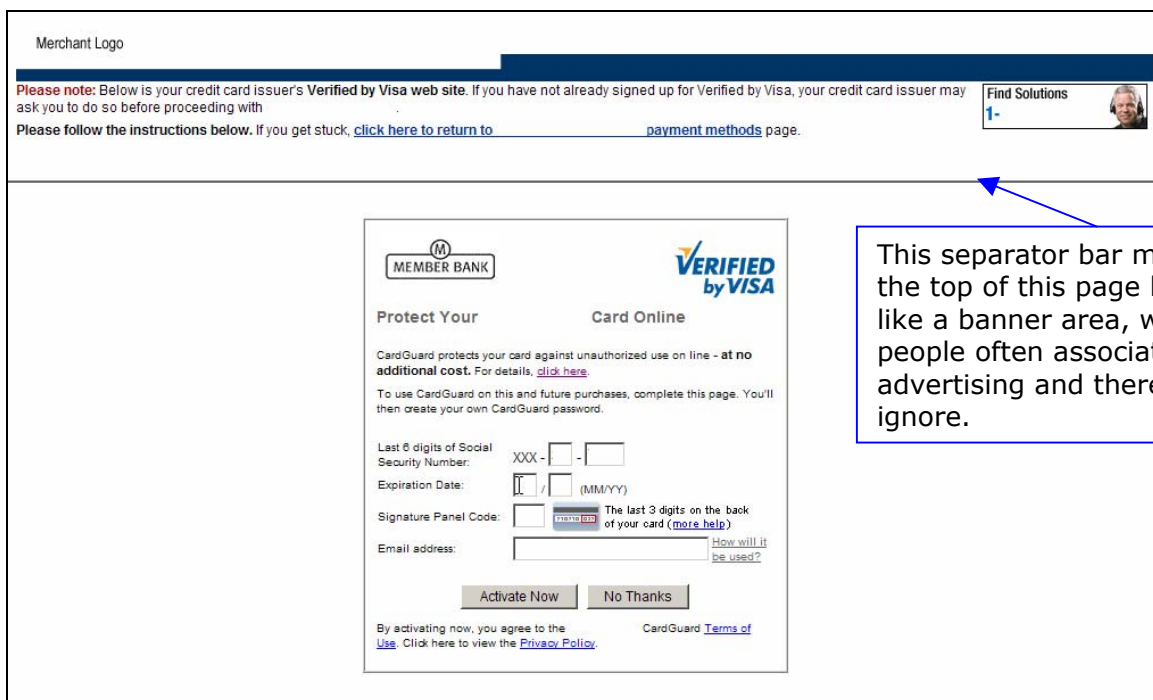 Merchant Logo
Please note: Below is your credit card issuer's Verified by Visa web site. If you have not already signed up for Verified by Visa, your credit card issuer may
ask you to do so before proceeding with .
Please follow the instructions below. If you get stuck, click here to return to payment methods page.
Find Solutions
1-
M
MEMBER BANK
VERIFIED
by VISA
Protect Your Card Online
CardGuard protects your card against unauthorized use on line - at no
additional cost. For details, click here.
To use CardGuard on this and future purchases, complete this page. You'll
then create your own CardGuard password.
Last 6 digits of Social
Security Number:
XXX - -
Expiration Date: / (MM/YY)
Signature Panel Code:
The last 3 digits on the back
of your card (more help)
Email address:
How will it
be used?
Activate Now No Thanks
By activating now, you agree to the CardGuard Terms of
Use. Click here to view the Privacy Policy.
This separator bar
the top of this page
like a banner area,
people often
advertising and
ignore.